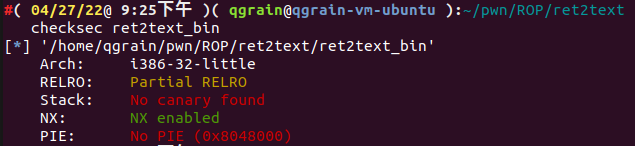 #( 04/27/22@ 9:25下午 )( qgrain@qgrain-vm-ubuntu ):~/pwn/ROP/ret2text
checksec ret2text_bin
[*] '/home/qgrain/pwn/ROP/ret2text/ret2text_bin'
Arch: i386-32-little
RELRO: Partial RELRO
Stack: No canary found
NX: NX enabled
PIE: No PIE (0x8048000)